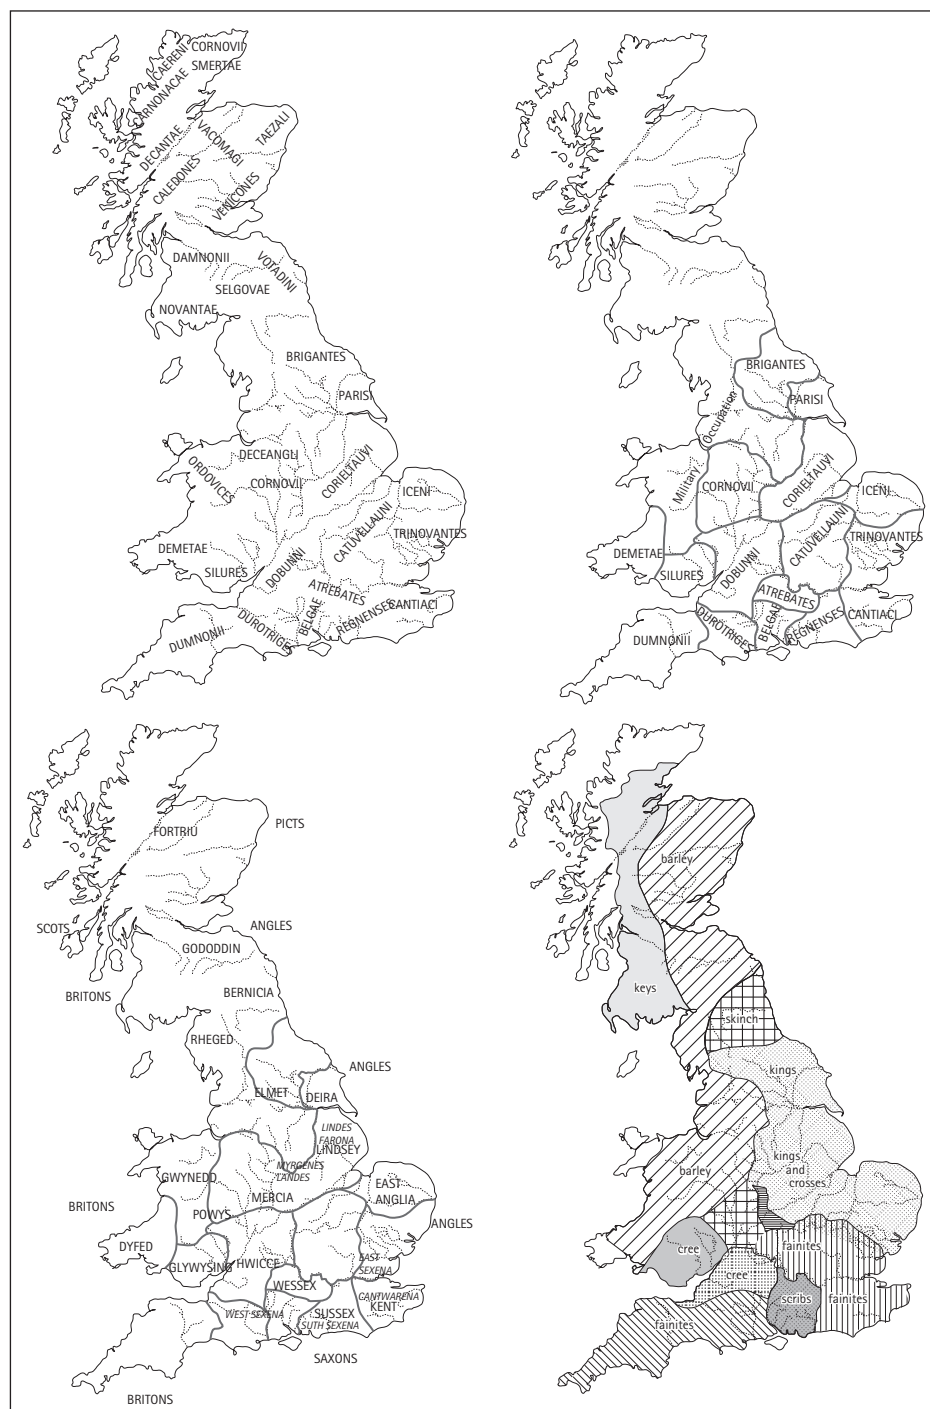 CORNOVII
CAERENI
SMERTAE
CARNONACAE
DECANTAE
VACOMAGI
TAEZALI
CALEDONES
VENICONES
DAMNONII
VOTADINI
SELGOVAE
NOVANTAE
BRIGANTES
PARISI
DECEANGLI
ORDOVICES
CORNOVII
CORIELTAUVI
ICENI
CATUVELLAUNI
TRINOVANTES
DEMETAE
SILURES
DOBUNNI
ATREBATES
CANTIACI
BELGAE
REGNENSES
DUROTRIGES
DUMNONII
BRIGANTES
PARISI
Occupation
Military
CORNOVII
CORIELTAUVI
ICENI
CATUVELLAUNI
TRINOVANTES
DEMETAE
SILURES
DOBUNNI
ATREBATES
CANTIACI
BELGAE
REGNENSES
DUROTRIGES
DUMNONII
FORTRIU
PICTS
SCOTS
ANGLES
GODODDIN
BRITONS
BERNICIA
RHEGED
ANGLES
ELMET
DEIRA
LINDES
FARONA
LINDSEY
MYRGENES
LANDES
GWYNEDD
MERCIA
EAST
ANGLIA
BRITONS
POWYS
ANGLES
DYFED
GLYWYSING
HWICCE
EAST
SEXENA
WESSEX
CANTWARENA
KENT
WEST SEXENA
SUSSEX
SUTH SEXENA
SAXONS
BRITONS
barley
keys
skinch
kings
kings
and
crosses
barley
cree
fainites
cree
scribs
fainites
fainites